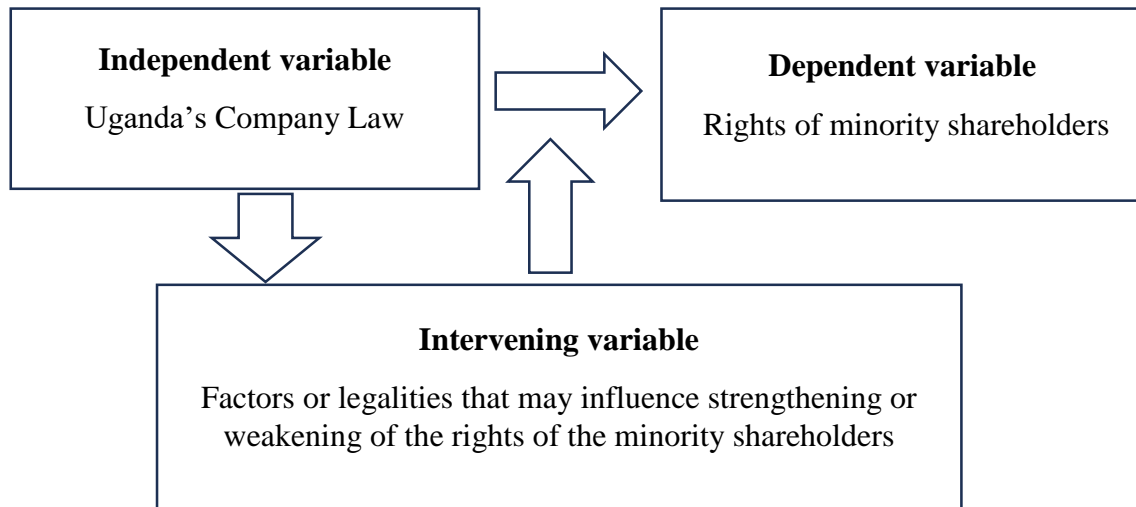 Independent variable
Uganda’s Company Law
Dependent variable
Rights of minority shareholders
Intervening variable
Factors or legalities that may influence strengthening or
weakening of the rights of the minority shareholders